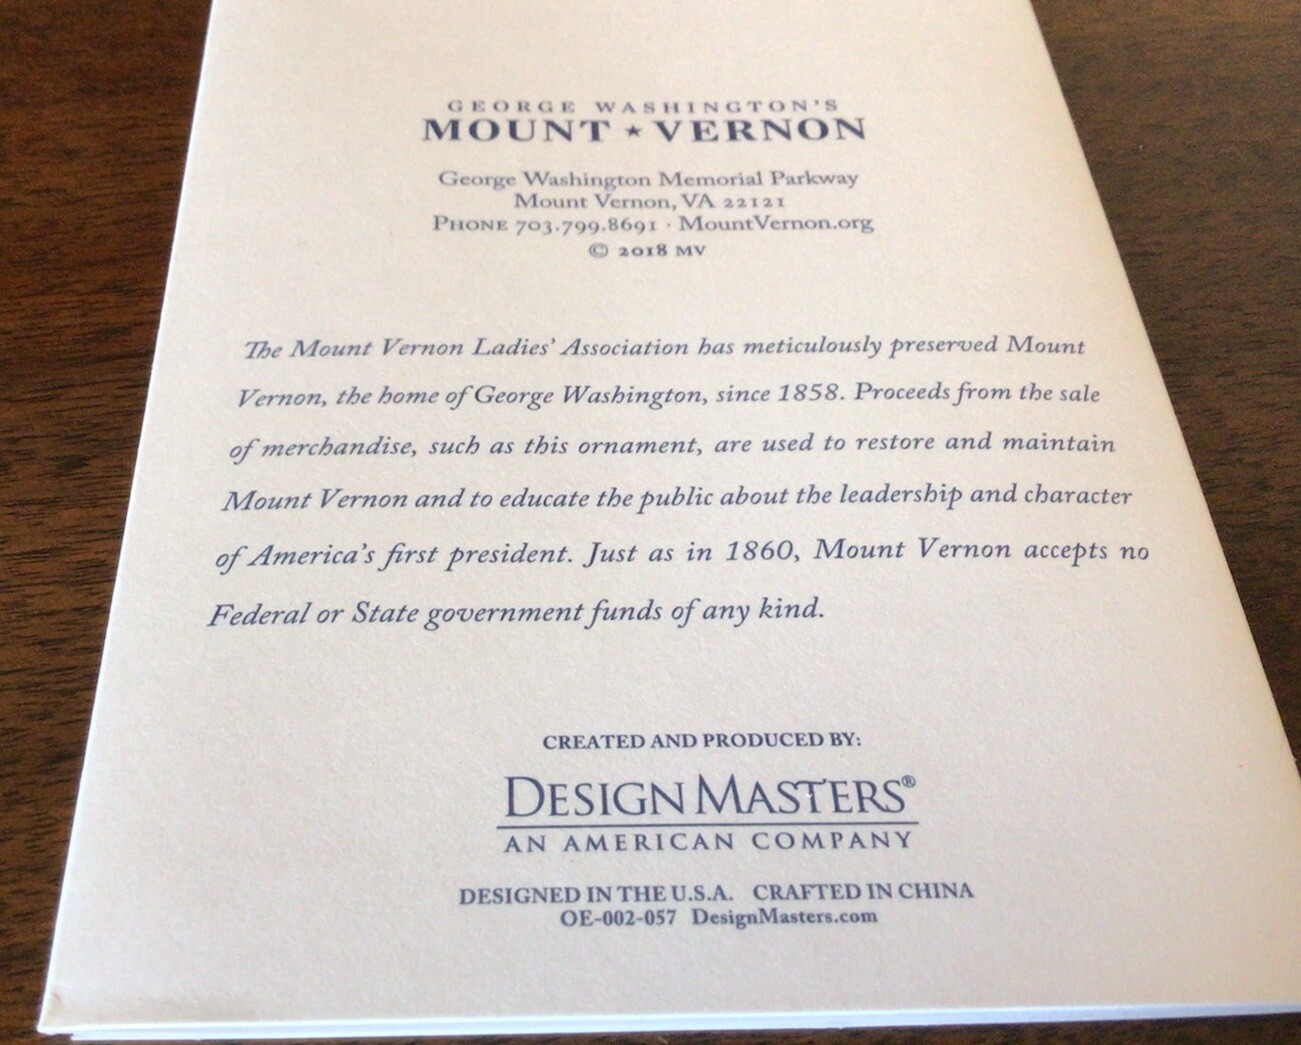 GEORGE WASHINGTON'S
MOUNT ★ VERNON
George Washington Memorial Parkway
Mount Vernon, VA 22121
PHONE 703.799.8691 · MountVernon.org
© 2018 MV
The Mount Vernon Ladies' Association has meticulously preserved Mount
Vernon, the home of George Washington, since 1858. Proceeds from the sale
of merchandise, such as this ornament, are used to restore and maintain
Mount Vernon and to educate the public about the leadership and character
of America's first president. Just as in 1860, Mount Vernon accepts no
Federal or State government funds of any kind.
CREATED AND PRODUCED BY:
DESIGN MASTERS®
AN AMERICAN COMPANY
DESIGNED IN THE U.S.A. CRAFTED IN CHINA
OE-002-057 DesignMasters.com